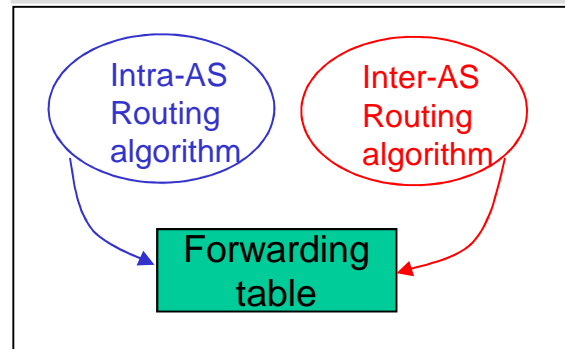 Intra-AS
Routing
algorithm
Inter-AS
Routing
algorithm
Forwarding
table